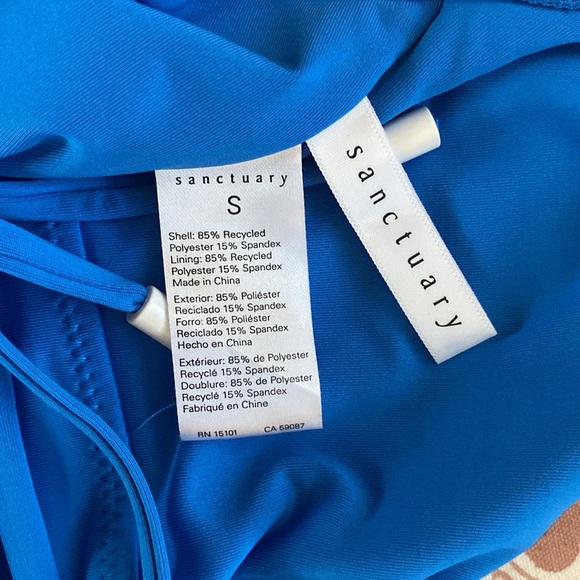 sanctuary
S
Shell: 85% Recycled
Polyester 15% Spandex
Lining: 85% Recycled
Polyester 15% Spandex
Made in China
Exterior: 85% Poliéster
Reciclado 15% Spandex
Forro: 85% Poliéster
Reciclado 15% Spandex
Hecho en China
Extérieur: 85% de Polyester
Recyclé 15% Spandex
Doublure: 85% de Polyester
Recyclé 15% Spandex
Fabriqué en Chine
RN 15101 CA 59087
sanctuary